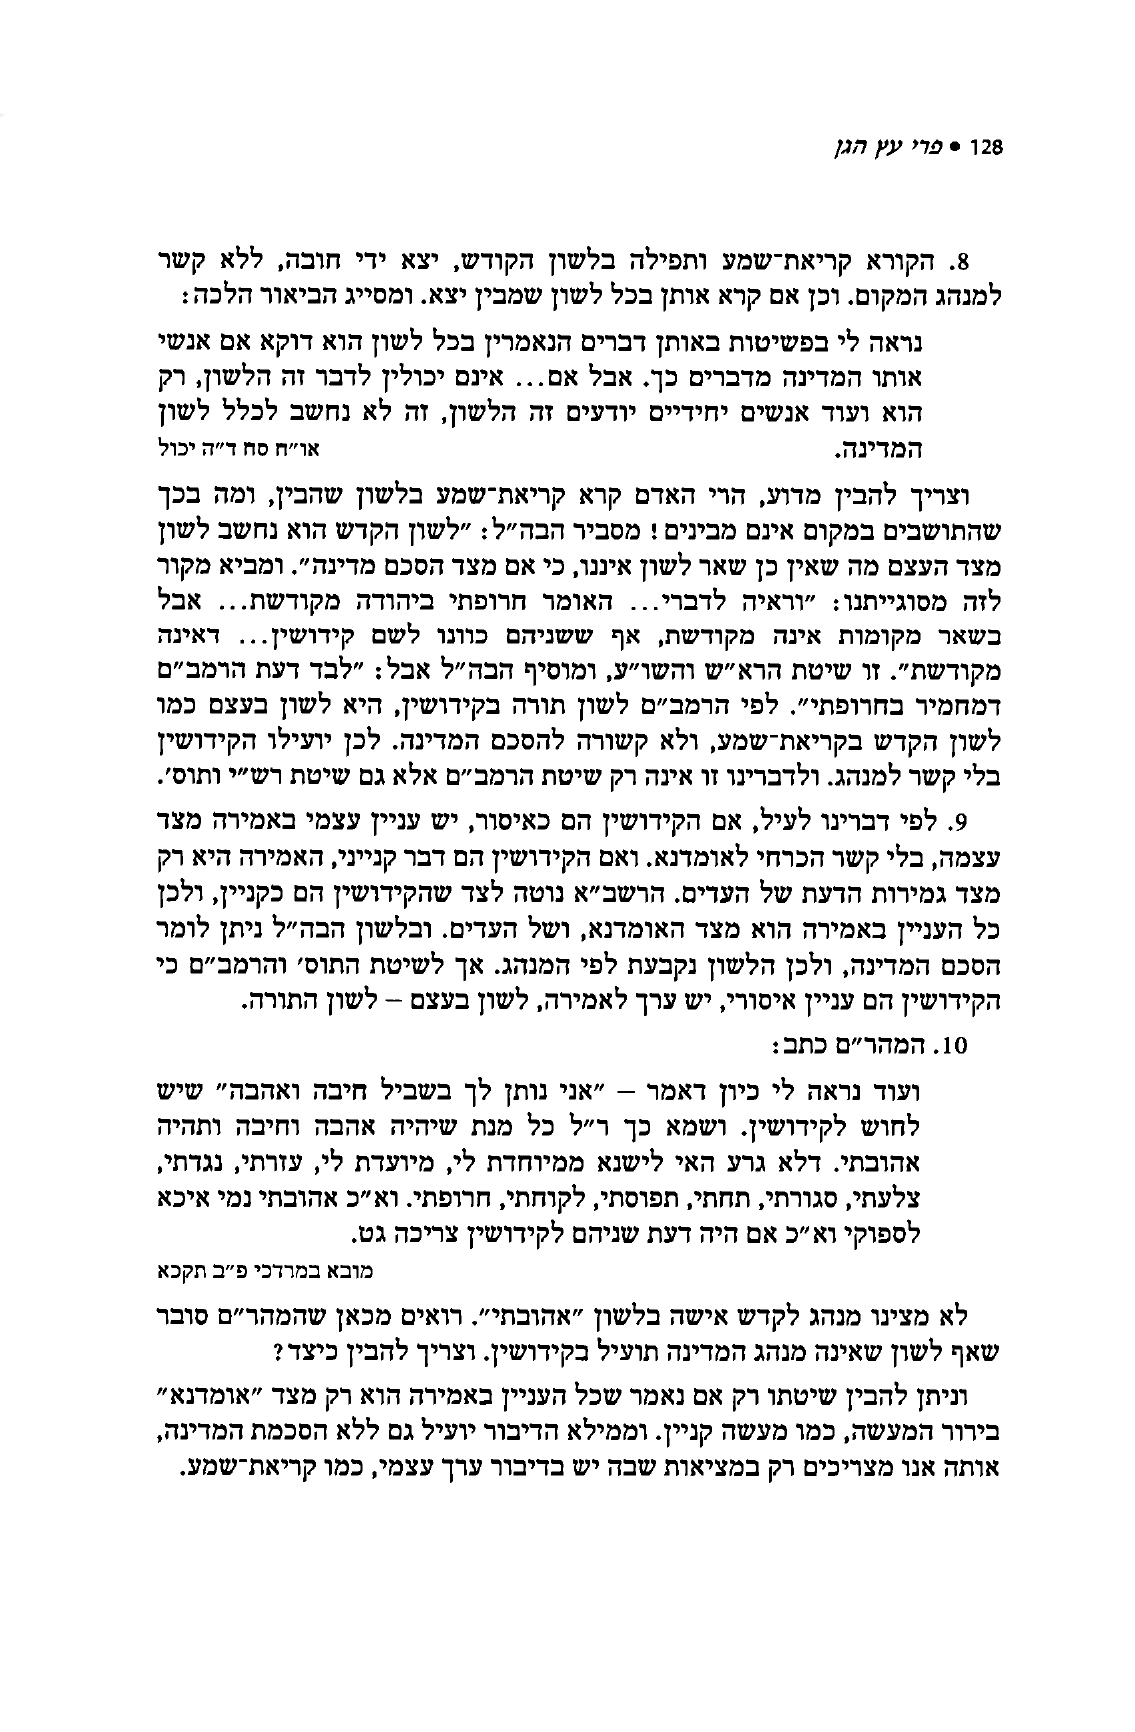 128 • פרי עץ הגן
8. הקורא קריאת־שמע ותפילה בלשון הקודש, יצא ידי חובה, ללא קשר
למנהג המקום. וכן אם קרא אותן בכל לשון שמבין יצא. ומסייג הביאור הלכה:
נראה לי בפשיטות באותן דברים הנאמרין בכל לשון הוא דוקא אם אנשי
אותו המדינה מדברים כך. אבל אם... אינם יכולין לדבר זה הלשון, רק
הוא ועוד אנשים יחידיים יודעים זה הלשון, זה לא נחשב לכלל לשון
המדינה. או״ח סח ד״ה יכול
וצריך להבין מדוע, הרי האדם קרא קריאת־שמע בלשון שהבין, ומה בכך
שהתושבים במקום אינם מבינים! מסביר הבה״ל: ״לשון הקדש הוא נחשב לשון
מצד העצם מה שאין כן שאר לשון איננו, כי אם מצד הסכם מדינה״. ומביא מקור
לזה מסוגייתנו: ״וראיה לדברי... האומר חרופתי ביהודה מקודשת... אבל
בשאר מקומות אינה מקודשת, אף ששניהם כוונו לשם קידושין... דאינה
מקודשת״. זו שיטת הרא״ש והשו״ע, ומוסיף הבה״ל אבל: ״לבד דעת הרמב״ם
דמחמיר בחרופתי״. לפי הרמב״ם לשון תורה בקידושין, היא לשון בעצם כמו
לשון הקדש בקריאת־שמע, ולא קשורה להסכם המדינה. לכן יועילו הקידושין
בלי קשר למנהג. ולדברינו זו אינה רק שיטת הרמב״ם אלא גם שיטת רש״י ותוס׳.
9. לפי דברינו לעיל, אם הקידושין הם כאיסור, יש עניין עצמי באמירה מצד
עצמה, בלי קשר הכרחי לאומדנא. ואם הקידושין הם דבר קנייני, האמירה היא רק
מצד גמירות הדעת של העדים. הרשב״א נוטה לצד שהקידושין הם כקניין, ולכן
כל העניין באמירה הוא מצד האומדנא, ושל העדים. ובלשון הבה״ל ניתן לומר
הסכם המדינה, ולכן הלשון נקבעת לפי המנהג. אך לשיטת התוס׳ והרמב״ם כי
הקידושין הם עניין איסורי, יש ערך לאמירה, לשון בעצם – לשון התורה.
10. המהר״ם כתב:
ועוד נראה לי כיון דאמר – ״אני נותן לך בשביל חיבה ואהבה״ שיש
לחוש לקידושין. ושמא כך ר״ל כל מנת שיהיה אהבה וחיבה ותהיה
אהובתי. דלא גרע האי לישנא ממיוחדת לי, מיועדת לי, עזרתי, נגדתי,
צלעתי, סגורתי, תחתי, תפוסתי, לקוחתי, חרופתי. וא״כ אהובתי נמי איכא
לספוקי וא״כ אם היה דעת שניהם לקידושין צריכה גט.
מובא במרדכי פ״ב תקכא
לא מצינו מנהג לקדש אישה בלשון ״אהובתי״. רואים מכאן שהמהר״ם סובר
שאף לשון שאינה מנהג המדינה תועיל בקידושין. וצריך להבין כיצד?
וניתן להבין שיטתו רק אם נאמר שכל העניין באמירה הוא רק מצד ״אומדנא״
בירור המעשה, כמו מעשה קניין. וממילא הדיבור יועיל גם ללא הסכמת המדינה,
אותה אנו מצריכים רק במציאות שבה יש בדיבור ערך עצמי, כמו קריאת־שמע.